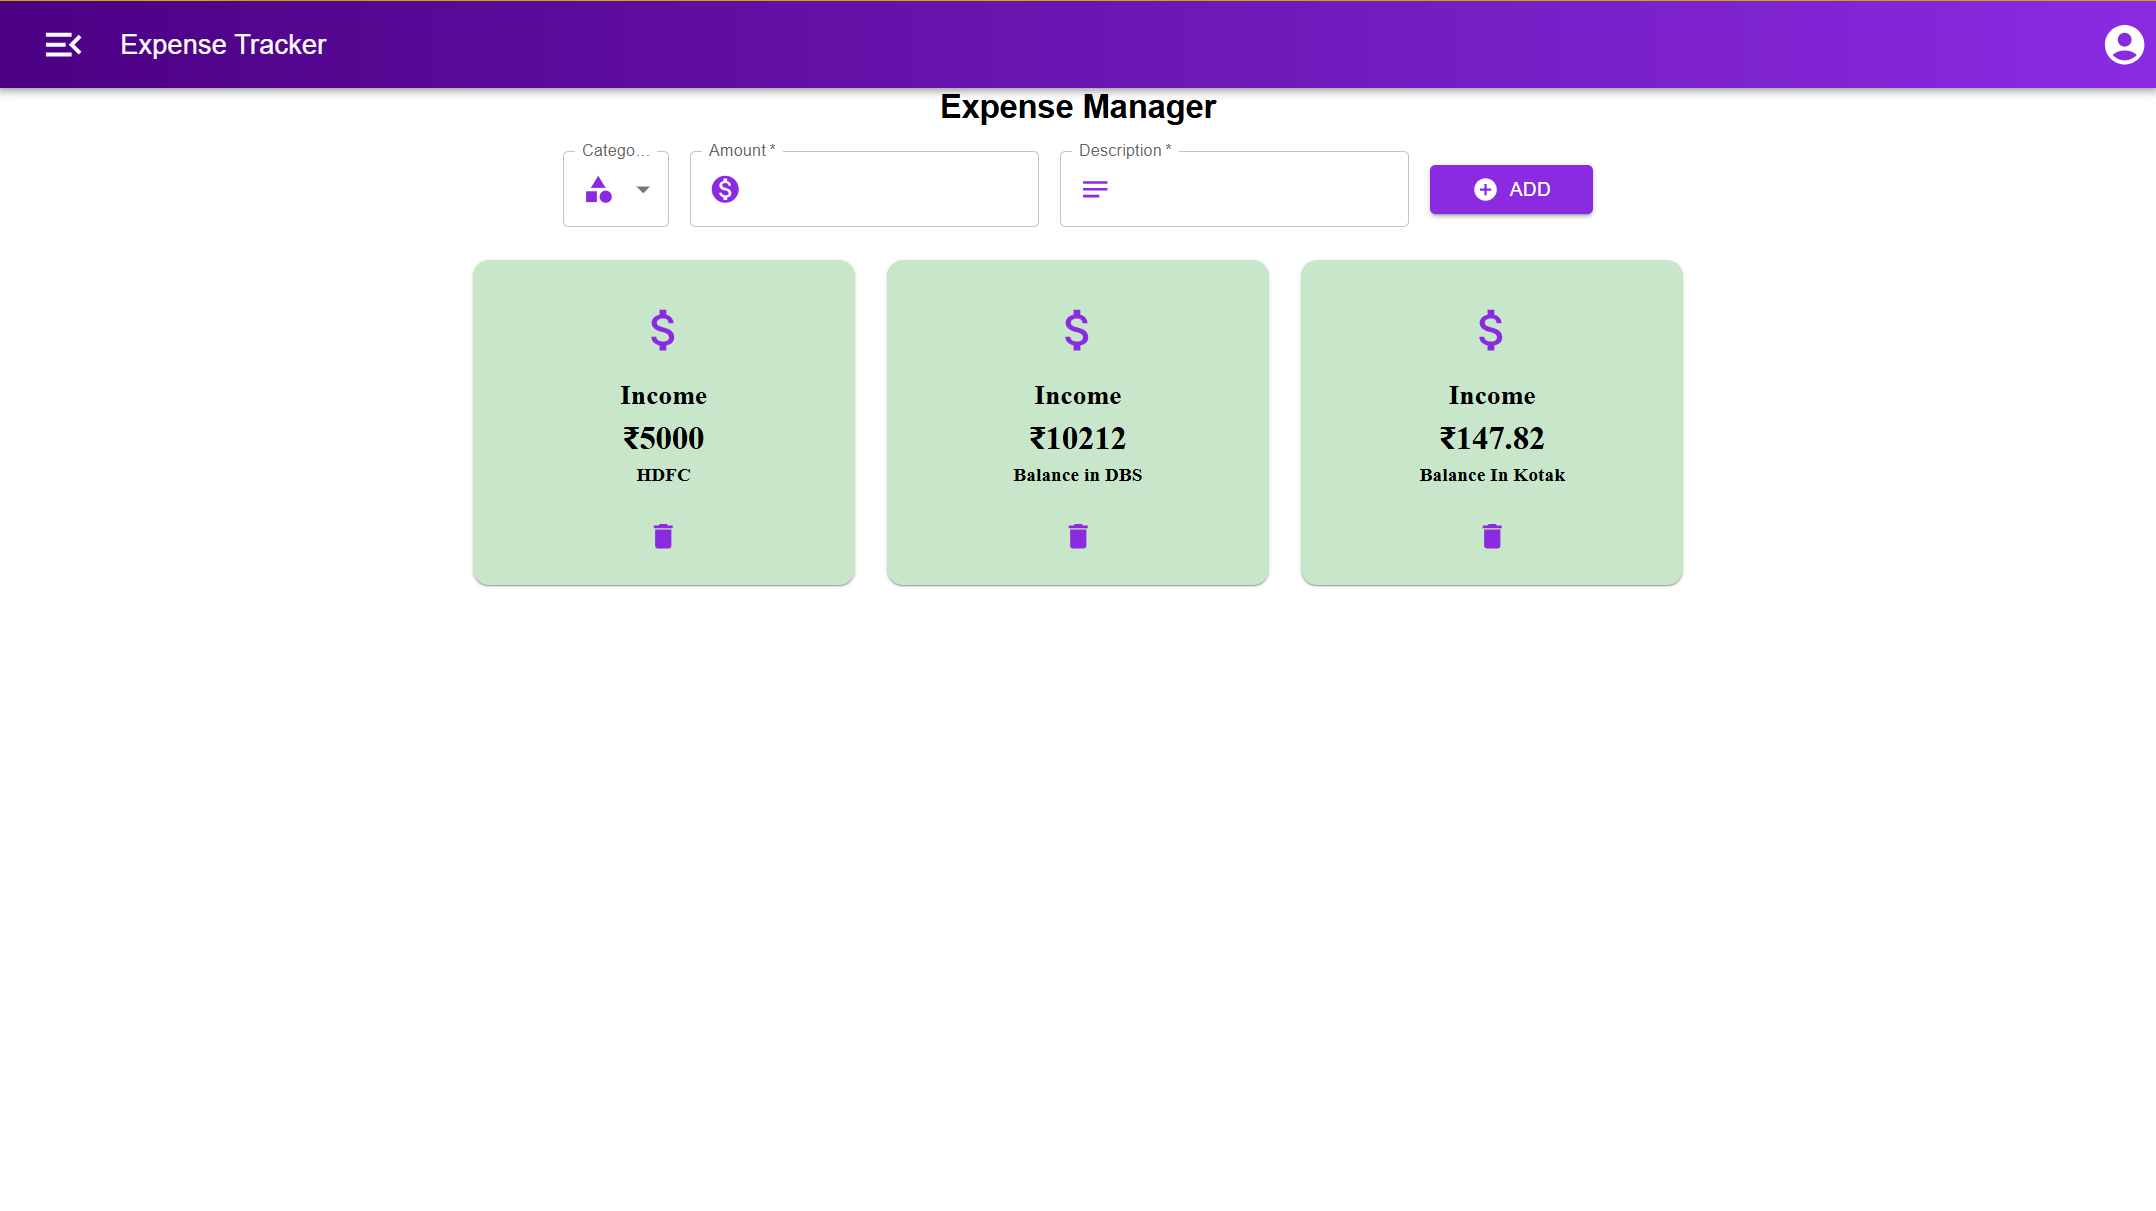 Expense Tracker
Expense Manager
Catego...
Amount *
Description *
ADD
Income
₹5000
HDFC
Income
₹10212
Balance in DBS
Income
₹147.82
Balance In Kotak